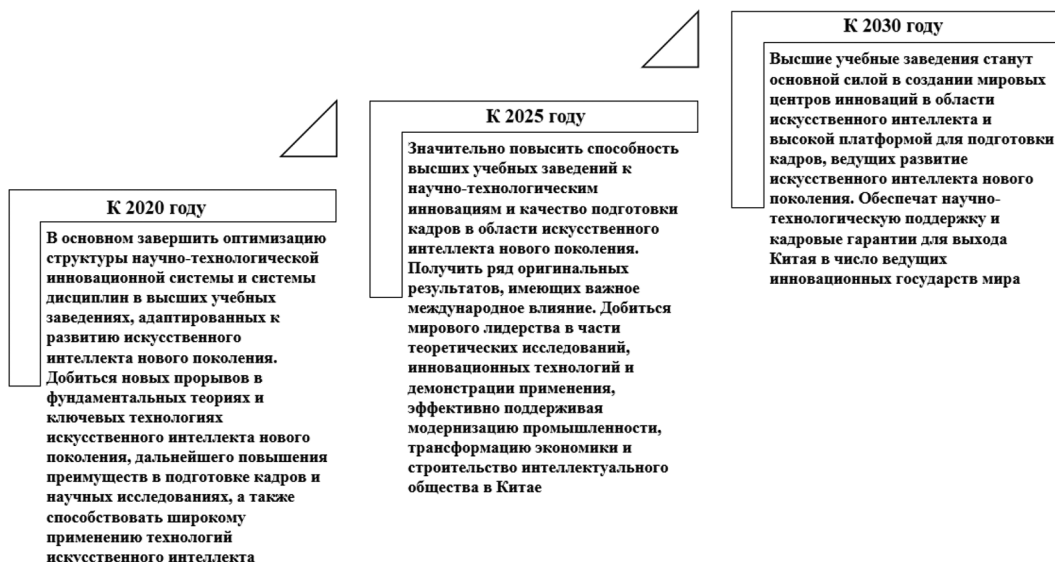 К 2020 году
В основном завершить оптимизацию
структуры научно-технологической
инновационной системы и системы
дисциплин в высших учебных
заведениях, адаптированных к
развитию искусственного
интеллекта нового поколения.
Добиться новых прорывов в
фундаментальных теориях и
ключевых технологиях
искусственного интеллекта нового
поколения, дальнейшего повышения
преимуществ в подготовке кадров и
научных исследованиях, а также
способствовать широкому
применению технологий
искусственного интеллекта
К 2025 году
Значительно повысить способность
высших учебных заведений к
научно-технологическим
инновациям и качество подготовки
кадров в области искусственного
интеллекта нового поколения.
Получить ряд оригинальных
результатов, имеющих важное
международное влияние. Добиться
мирового лидерства в части
теоретических исследований,
инновационных технологий и
демонстрации применения,
эффективно поддерживая
модернизацию промышленности,
трансформацию экономики и
строительство интеллектуального
общества в Китае
К 2030 году
Высшие учебные заведения станут
основной силой в создании мировых
центров инноваций в области
искусственного интеллекта и
высокой платформой для подготовки
кадров, ведущих развитие
искусственного интеллекта нового
поколения. Обеспечат научно-
технологическую поддержку и
кадровые гарантии для выхода
Китая в число ведущих
инновационных государств мира